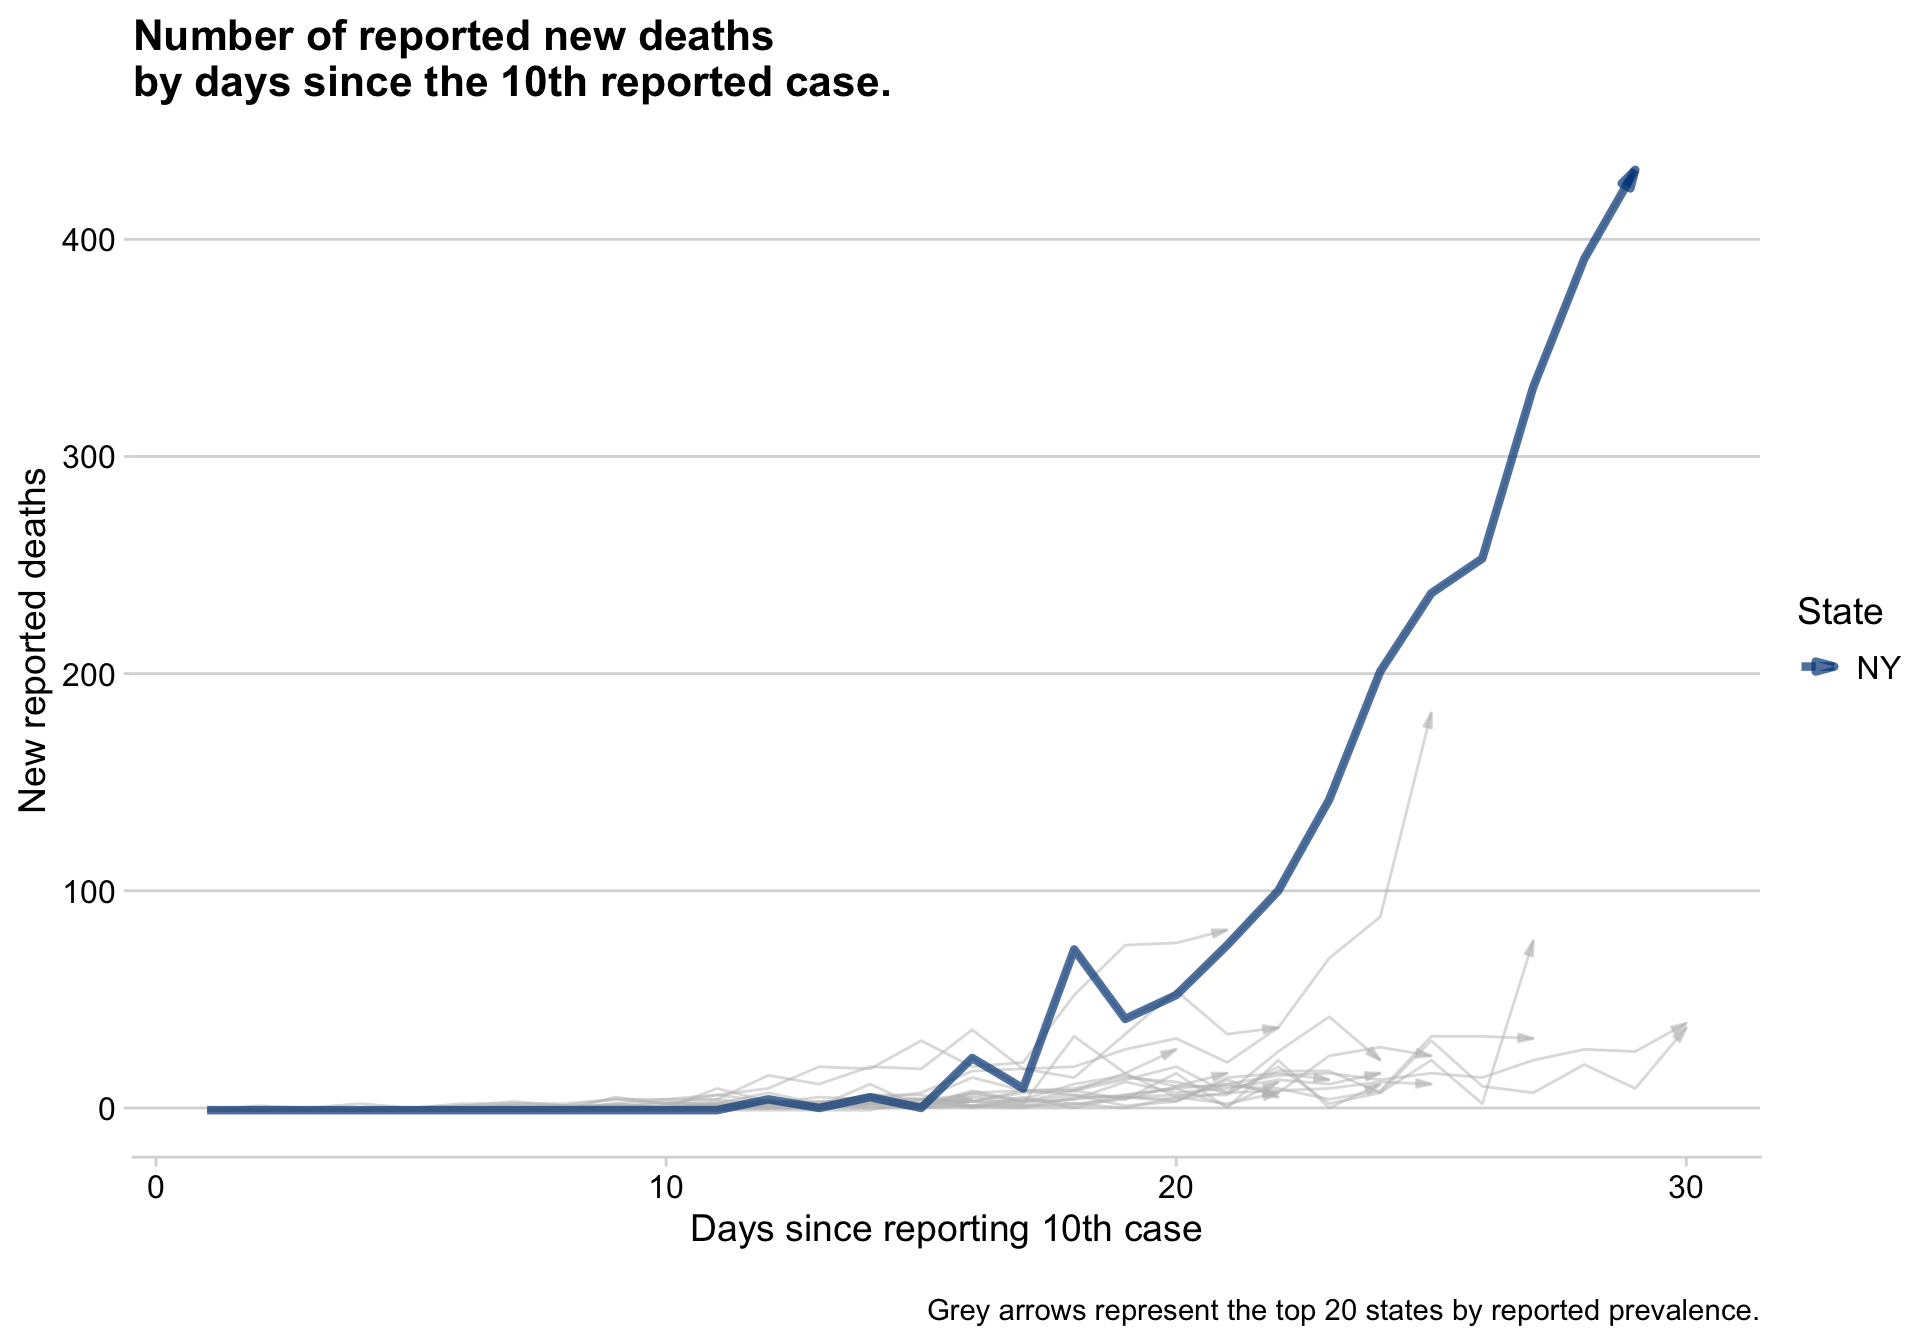 Number of reported new deaths
by days since the 10th reported case.
New reported deaths
400
300
200
100
0
0
10
20
30
Days since reporting 10th case
State
NY
Grey arrows represent the top 20 states by reported prevalence.